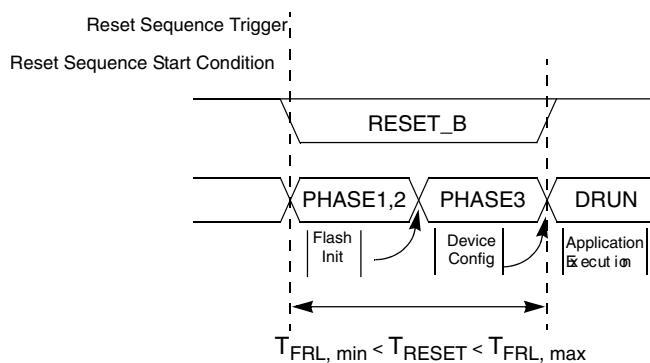 Reset Sequence Trigger
Reset Sequence Start Condition
RESET_B
PHASE1,2 PHASE3 DRUN
Flash Init
Device Config
Application Execution
TFRL, min < TRESET < TFRL, max